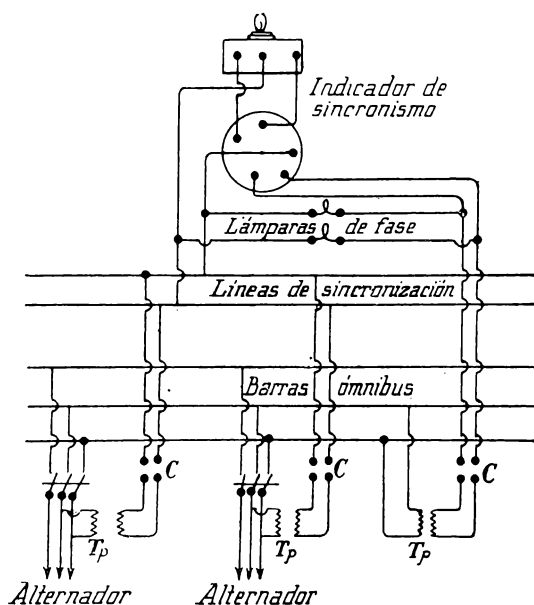 Indicador de
sincronismo
Lámparas de fase
Líneas de sincronización
Barras ómnibus
C
C
C
Tp
Tp
Tp
Alternador
Alternador